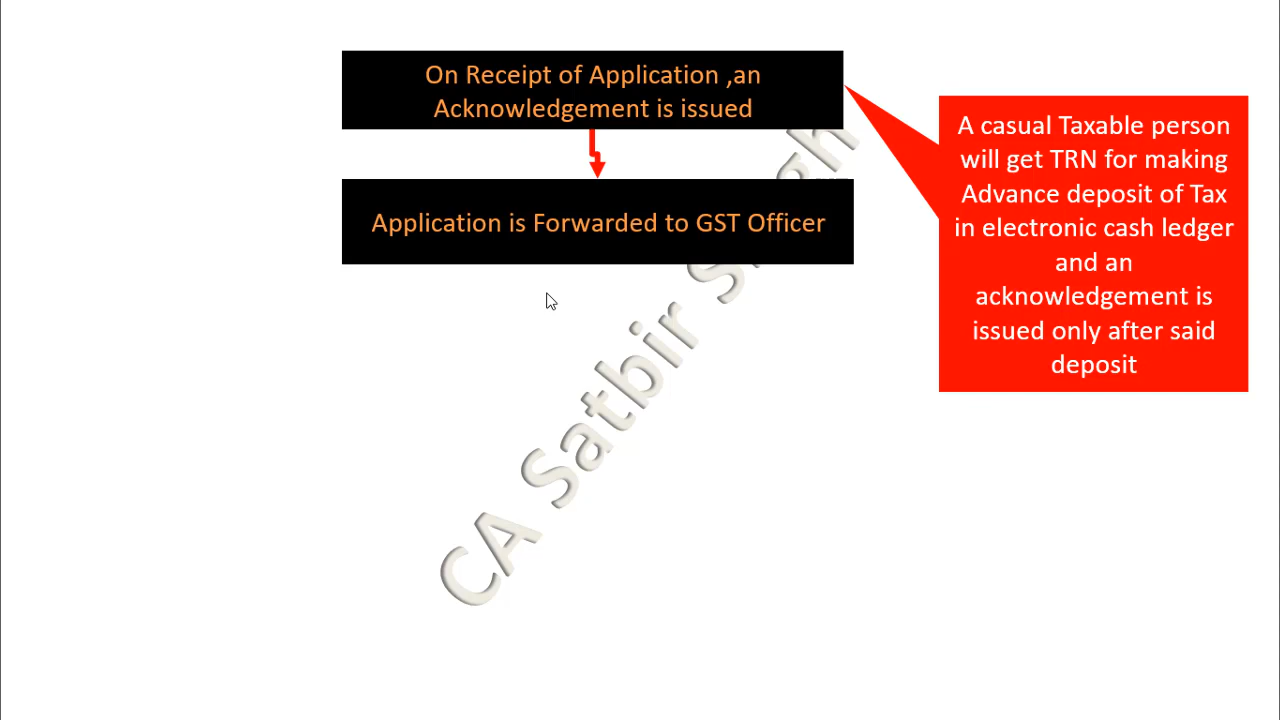 On Receipt of Application ,an
Acknowledgement is issued
Application is Forwarded to GST Officer
A casual Taxable person
will get TRN for making
Advance deposit of Tax
in electronic cash ledger
and an
acknowledgement is
issued only after said
deposit
CA Satbir Singh